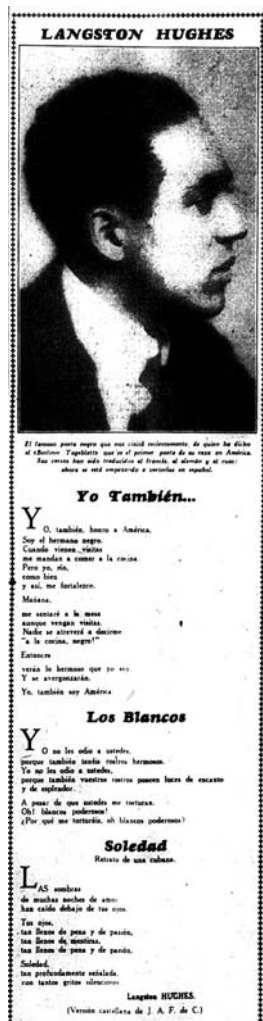 LANGSTON HUGHES
El famoso poeta negro que nos visitó recientemente, de quien ha dicho
el «Berliner Tageblatt» que es el primer poeta de su raza en América.
Sus versos han sido traducidos al francés, al alemán y al ruso;
ahora se está empezando a verterlos en español.
Yo También...
YO, también, honro a América.
Soy el hermano negro.
Cuando vienen visitas
me mandan a comer a la cocina.
Pero yo, río,
como bien
y así, me fortalezco.
Mañana,
me sentaré a la mesa
aunque vengan visitas.
Nadie se atreverá a decirme
"a la cocina, negro!"
Entonces
verán lo hermoso que yo soy.
Y se avergonzarán.
Yo, también soy América.
Los Blancos
YO no les odio a ustedes,
porque también tenéis rostros hermosos.
Yo no les odio a ustedes,
porque también vuestros rostros poseen luces de encanto
y de esplendor.
A pesar de que ustedes me torturan.
Oh! blancos poderosos!
¿Por qué me torturáis, oh blancos poderosos?
Soledad
Retrato de una cubana.
LAS sombras
de muchas noches de amor
han caído debajo de tus ojos.
Tus ojos,
tan llenos de pena y de pasión,
tan llenos de mentiras,
tan llenos de pena y de pasión,
Soledad,
tan profundamente señalada,
con tantos gritos silenciosos
Langston HUGHES.
(Versión castellana de J. A. F. de C.)